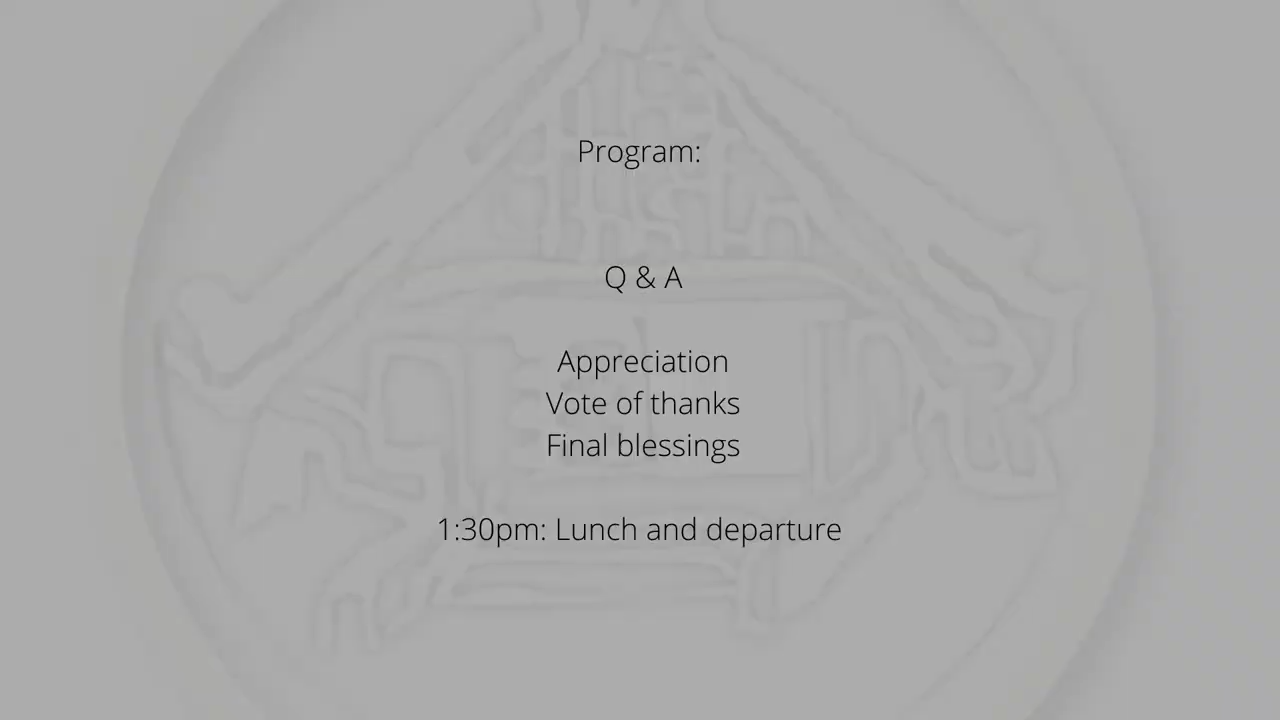 Program:
Q & A
Appreciation
Vote of thanks
Final blessings
1:30pm: Lunch and departure